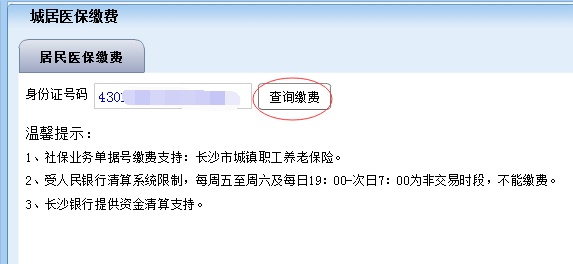 城居医保缴费
居民医保缴费
身份证号码 430 查询缴费
温馨提示：
1、社保业务单据号缴费支持：长沙市城镇职工养老保险。
2、受人民银行清算系统限制，每周五至周六及每日19：00-次日7：00为非交易时段，不能缴费。
3、长沙银行提供资金清算支持。